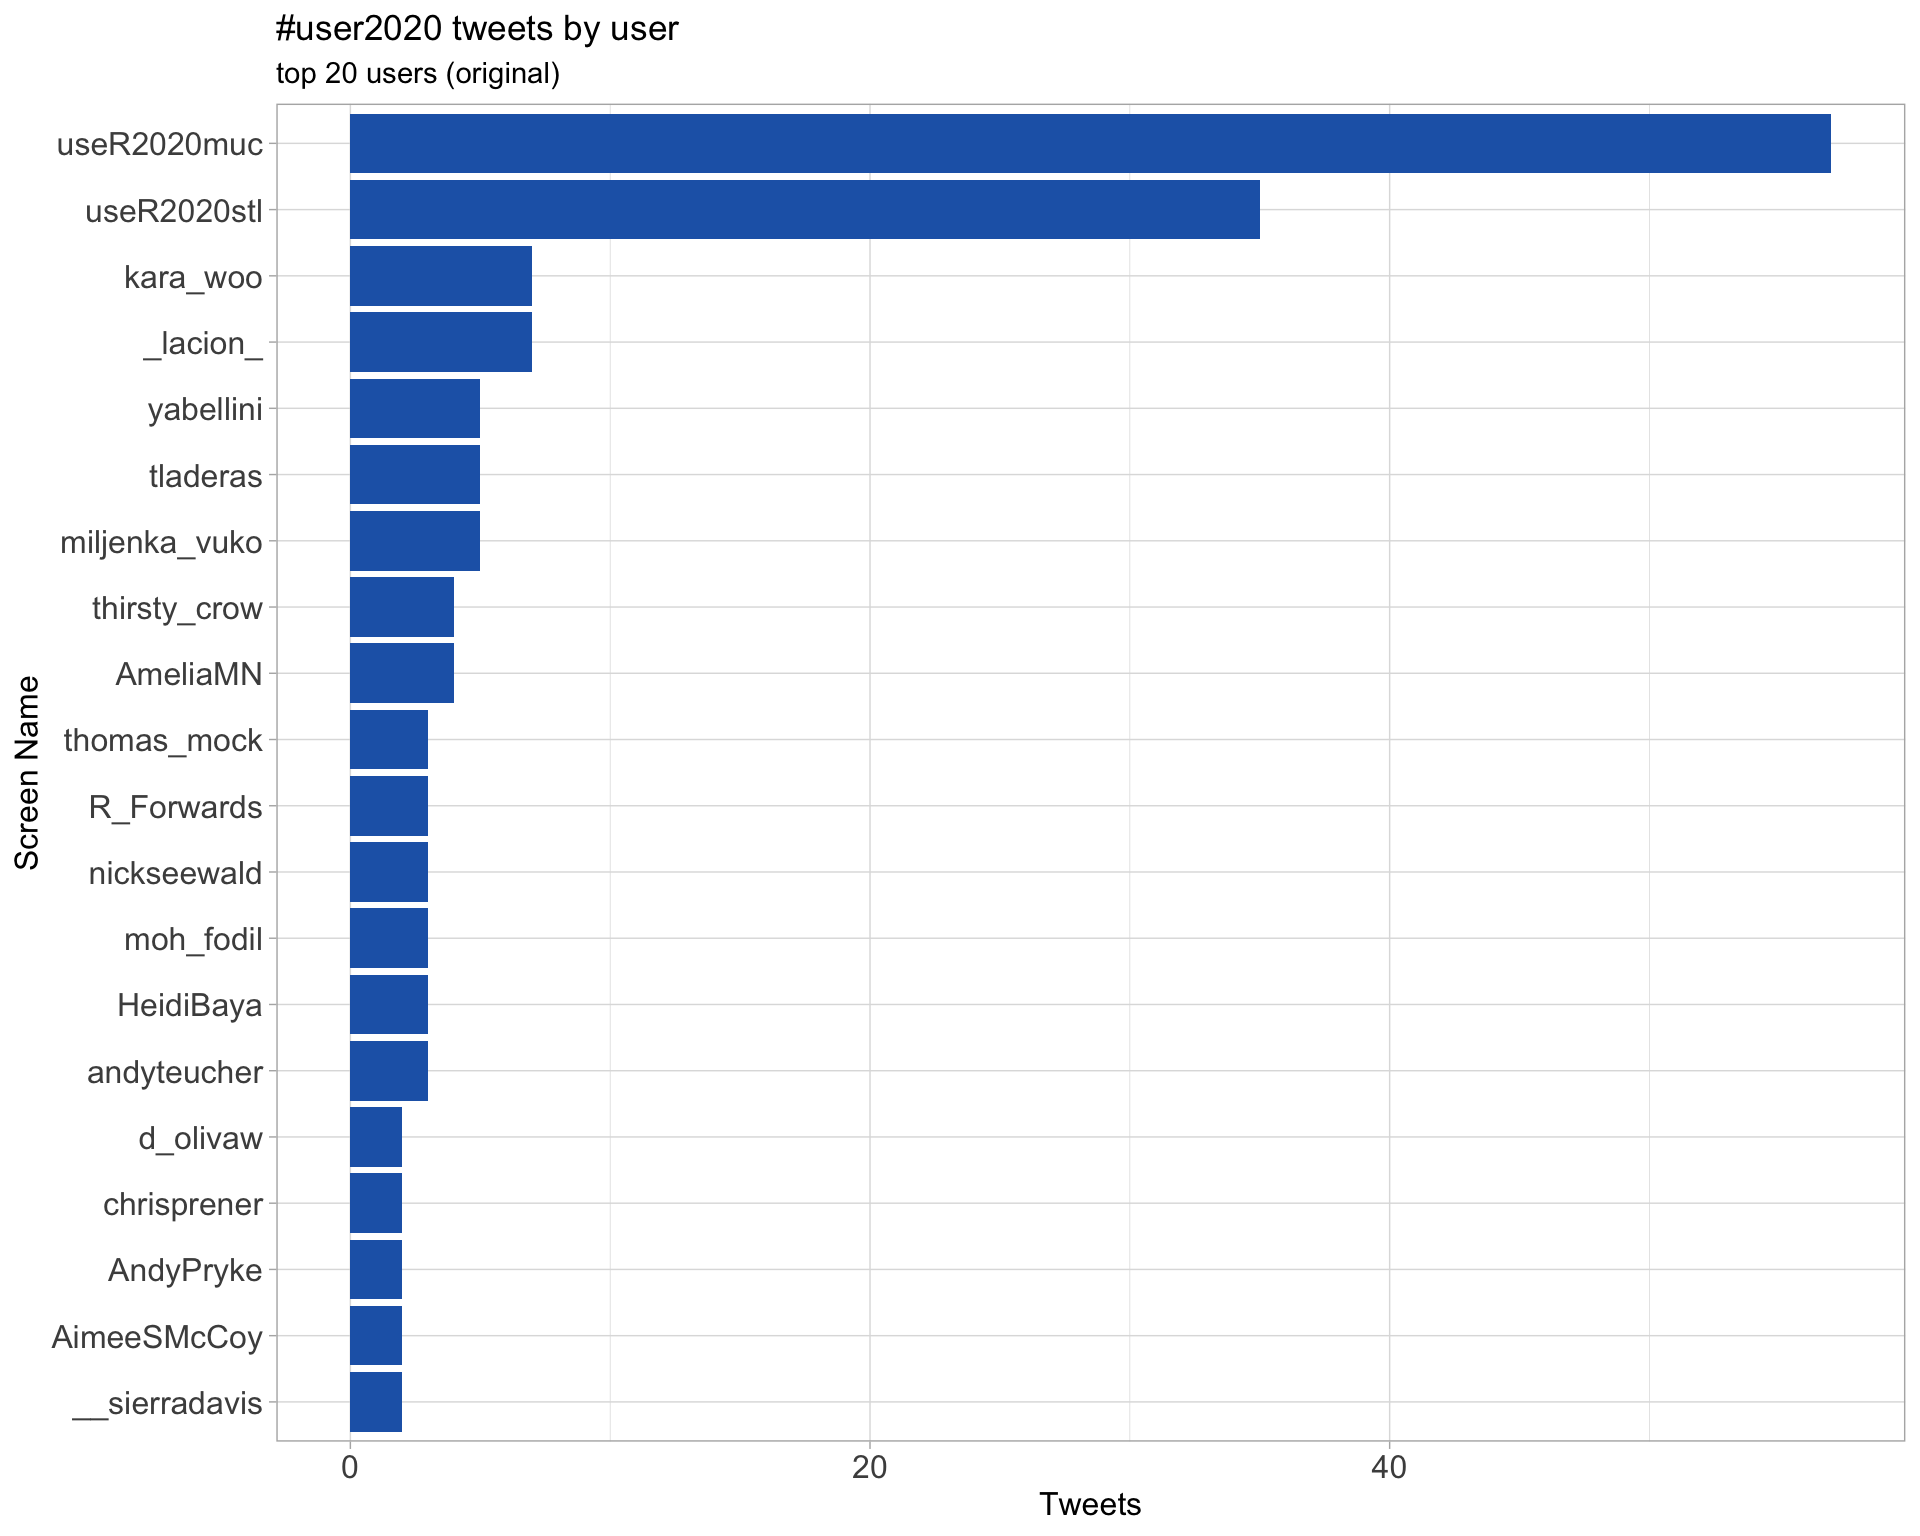 #user2020 tweets by user
top 20 users (original)
Screen Name
useR2020muc
useR2020stl
kara_woo
_lacion_
yabellini
tladeras
miljenka_vuko
thirsty_crow
AmeliaMN
thomas_mock
R_Forwards
nickseewald
moh_fodil
HeidiBaya
andyteucher
d_olivaw
chrisprener
AndyPryke
AimeeSMcCoy
__sierradavis
0 20 40
Tweets